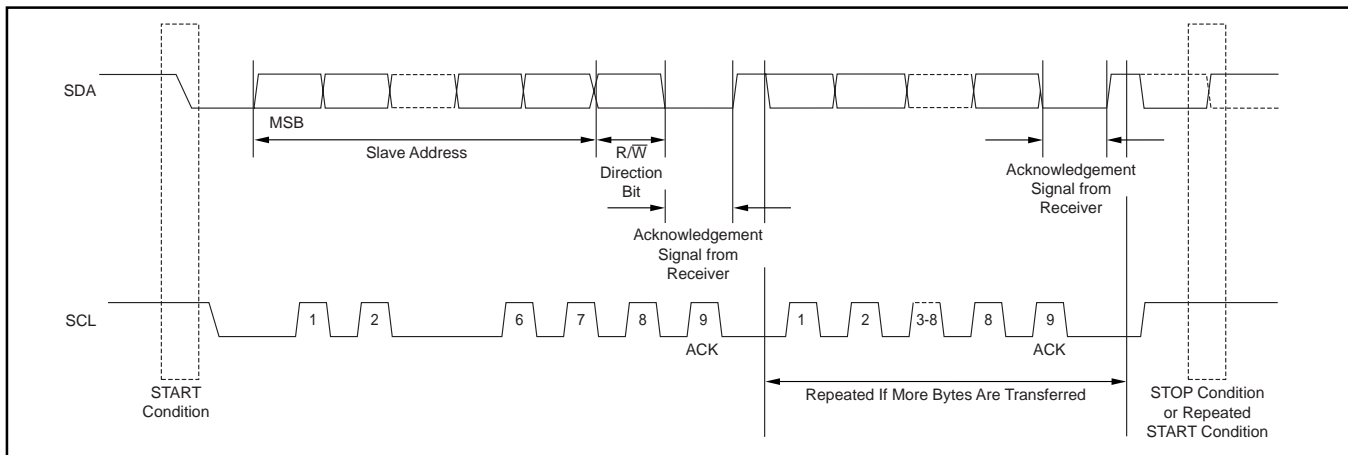 SDA
MSB
Slave Address
R/W̅
Direction
Bit
Acknowledgement
Signal from
Receiver
Acknowledgement
Signal from
Receiver
SCL
1
2
6
7
8
9
ACK
1
2
3-8
8
9
ACK
START
Condition
Repeated If More Bytes Are Transferred
STOP Condition
or Repeated
START Condition